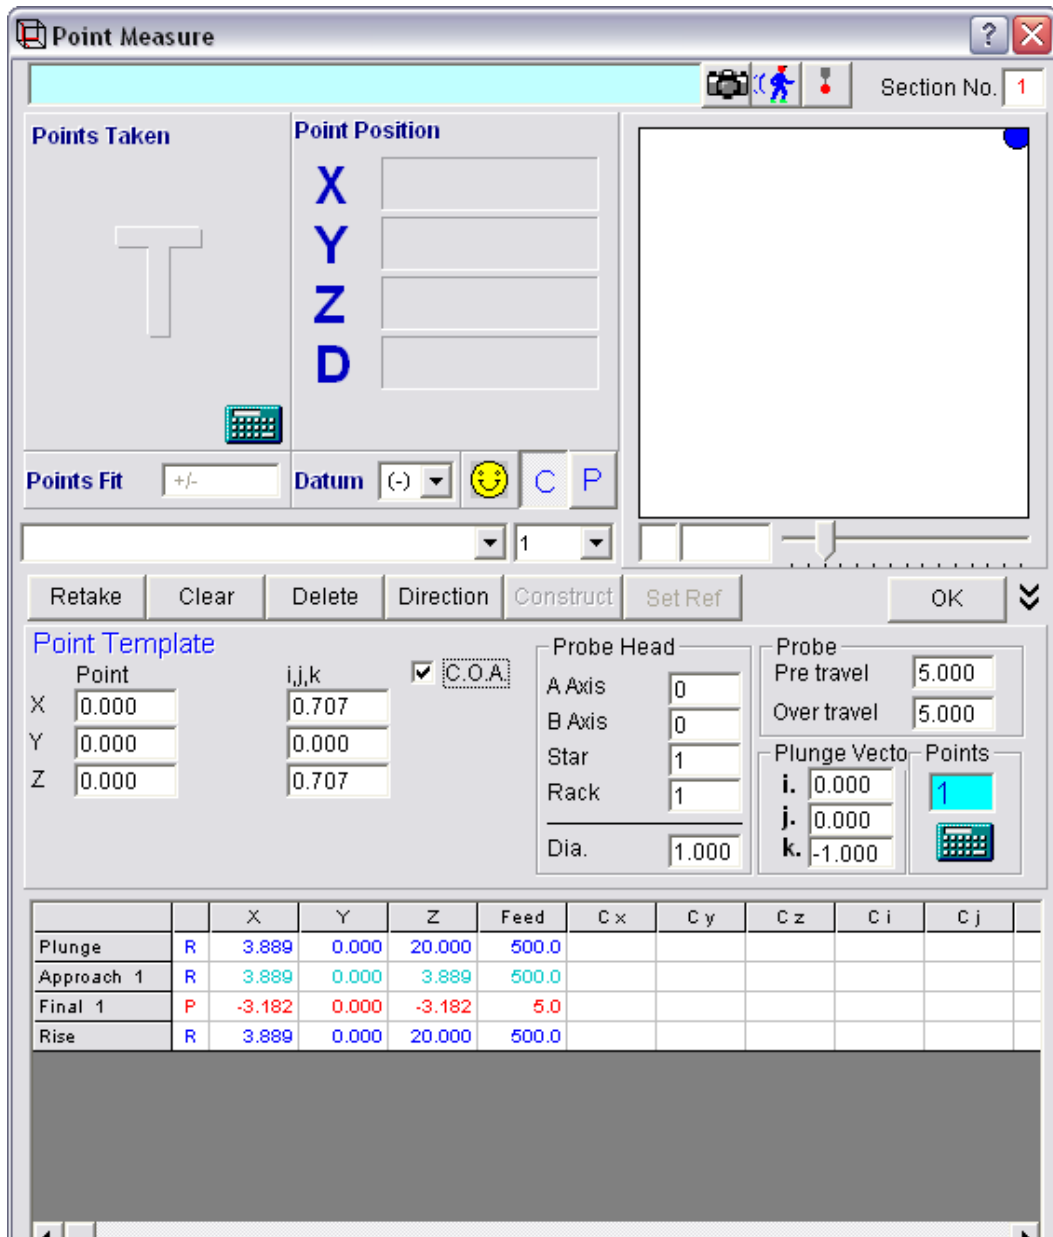 Point Measure
Section No. 1
Points Taken
Point Position
T
X
Y
Z
D
Points Fit +/- Datum (-) C P
1
Retake Clear Delete Direction Construct Set Ref OK
Point Template
Point i,j,k C.O.A.
X 0.000 0.707
Y 0.000 0.000
Z 0.000 0.707
Probe Head
A Axis 0
B Axis 0
Star 1
Rack 1
Dia. 1.000
Probe
Pre travel 5.000
Over travel 5.000
Plunge Vecto
i. 0.000
j. 0.000
k. -1.000
Points
1
X Y Z Feed C x C y C z C i C j
Plunge R 3.889 0.000 20.000 500.0
Approach 1 R 3.889 0.000 3.889 500.0
Final 1 P -3.182 0.000 -3.182 5.0
Rise R 3.889 0.000 20.000 500.0